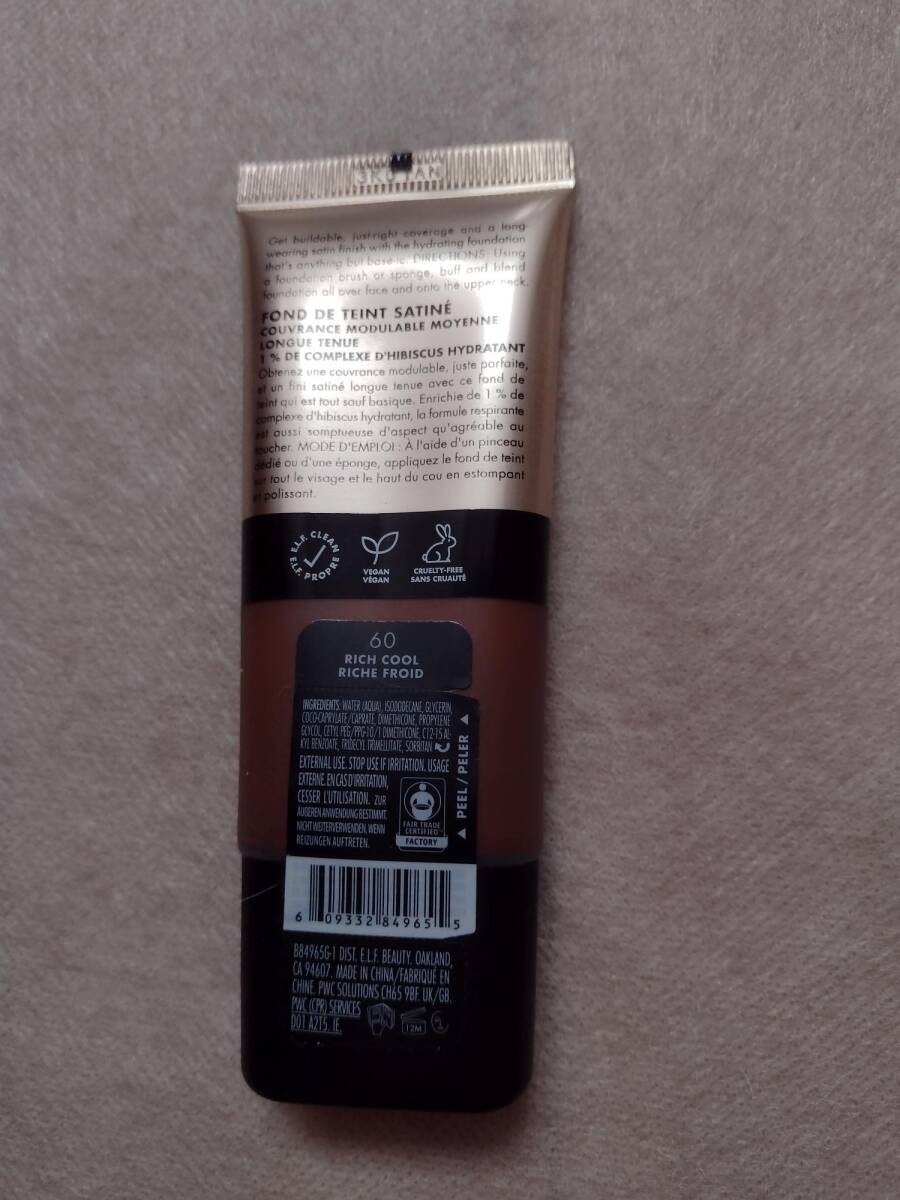 Get buildable, just-right coverage and a long-
wearing satin finish with the hydrating foundation
that's anything but base-ic. DIRECTIONS: Using
a foundation brush or sponge, buff and blend
foundation all over face and onto the upper neck.
FOND DE TEINT SATINÉ
COUVRANCE MODULABLE MOYENNE
LONGUE TENUE
1 % DE COMPLEXE D'HIBISCUS HYDRATANT
Obtenez une couvrance modulable, juste parfaite,
et un fini satiné longue tenue avec ce fond de
teint qui est tout sauf basique. Enrichie de 1 % de
complexe d'hibiscus hydratant, la formule respirante
est aussi somptueuse d'aspect qu'agréable au
toucher. MODE D'EMPLOI : À l'aide d'un pinceau
dédié ou d'une éponge, appliquez le fond de teint
sur tout le visage et le haut du cou en estompant
et polissant.
E.L.F. CLEAN
E.L.F. PROPRE
VEGAN
VÉGAN
CRUELTY-FREE
SANS CRUAUTÉ
60
RICH COOL
RICHE FROID
INGREDIENTS: WATER (AQUA), ISODODECANE, GLYCERIN,
COCO-CAPRYLATE/CAPRATE, DIMETHICONE, PROPYLENE
GLYCOL, CETYL PEG/PPG-10/1 DIMETHICONE, C12-15 AL-
KYL BENZOATE, TRIDECYL TRIMELLITATE, SORBITAN
EXTERNAL USE. STOP USE IF IRRITATION. USAGE
EXTERNE. EN CAS D'IRRITATION,
CESSER L'UTILISATION. ZUR
ÄUßEREN ANWENDUNG BESTIMMT.
NICHT WEITERVERWENDEN, WENN
REIZUNGEN AUFTRETEN.
FAIR TRADE
CERTIFIED™
FACTORY
PEEL / PELER
6 09332 84965 5
B84965G-1 DIST. E.L.F. BEAUTY. OAKLAND,
CA 94607. MADE IN CHINA/FABRIQUÉ EN
CHINE. PWC SOLUTIONS CH65 9BF. UK/GB.
PWC (CPR) SERVICES
D01 A2T5. IE.
12M